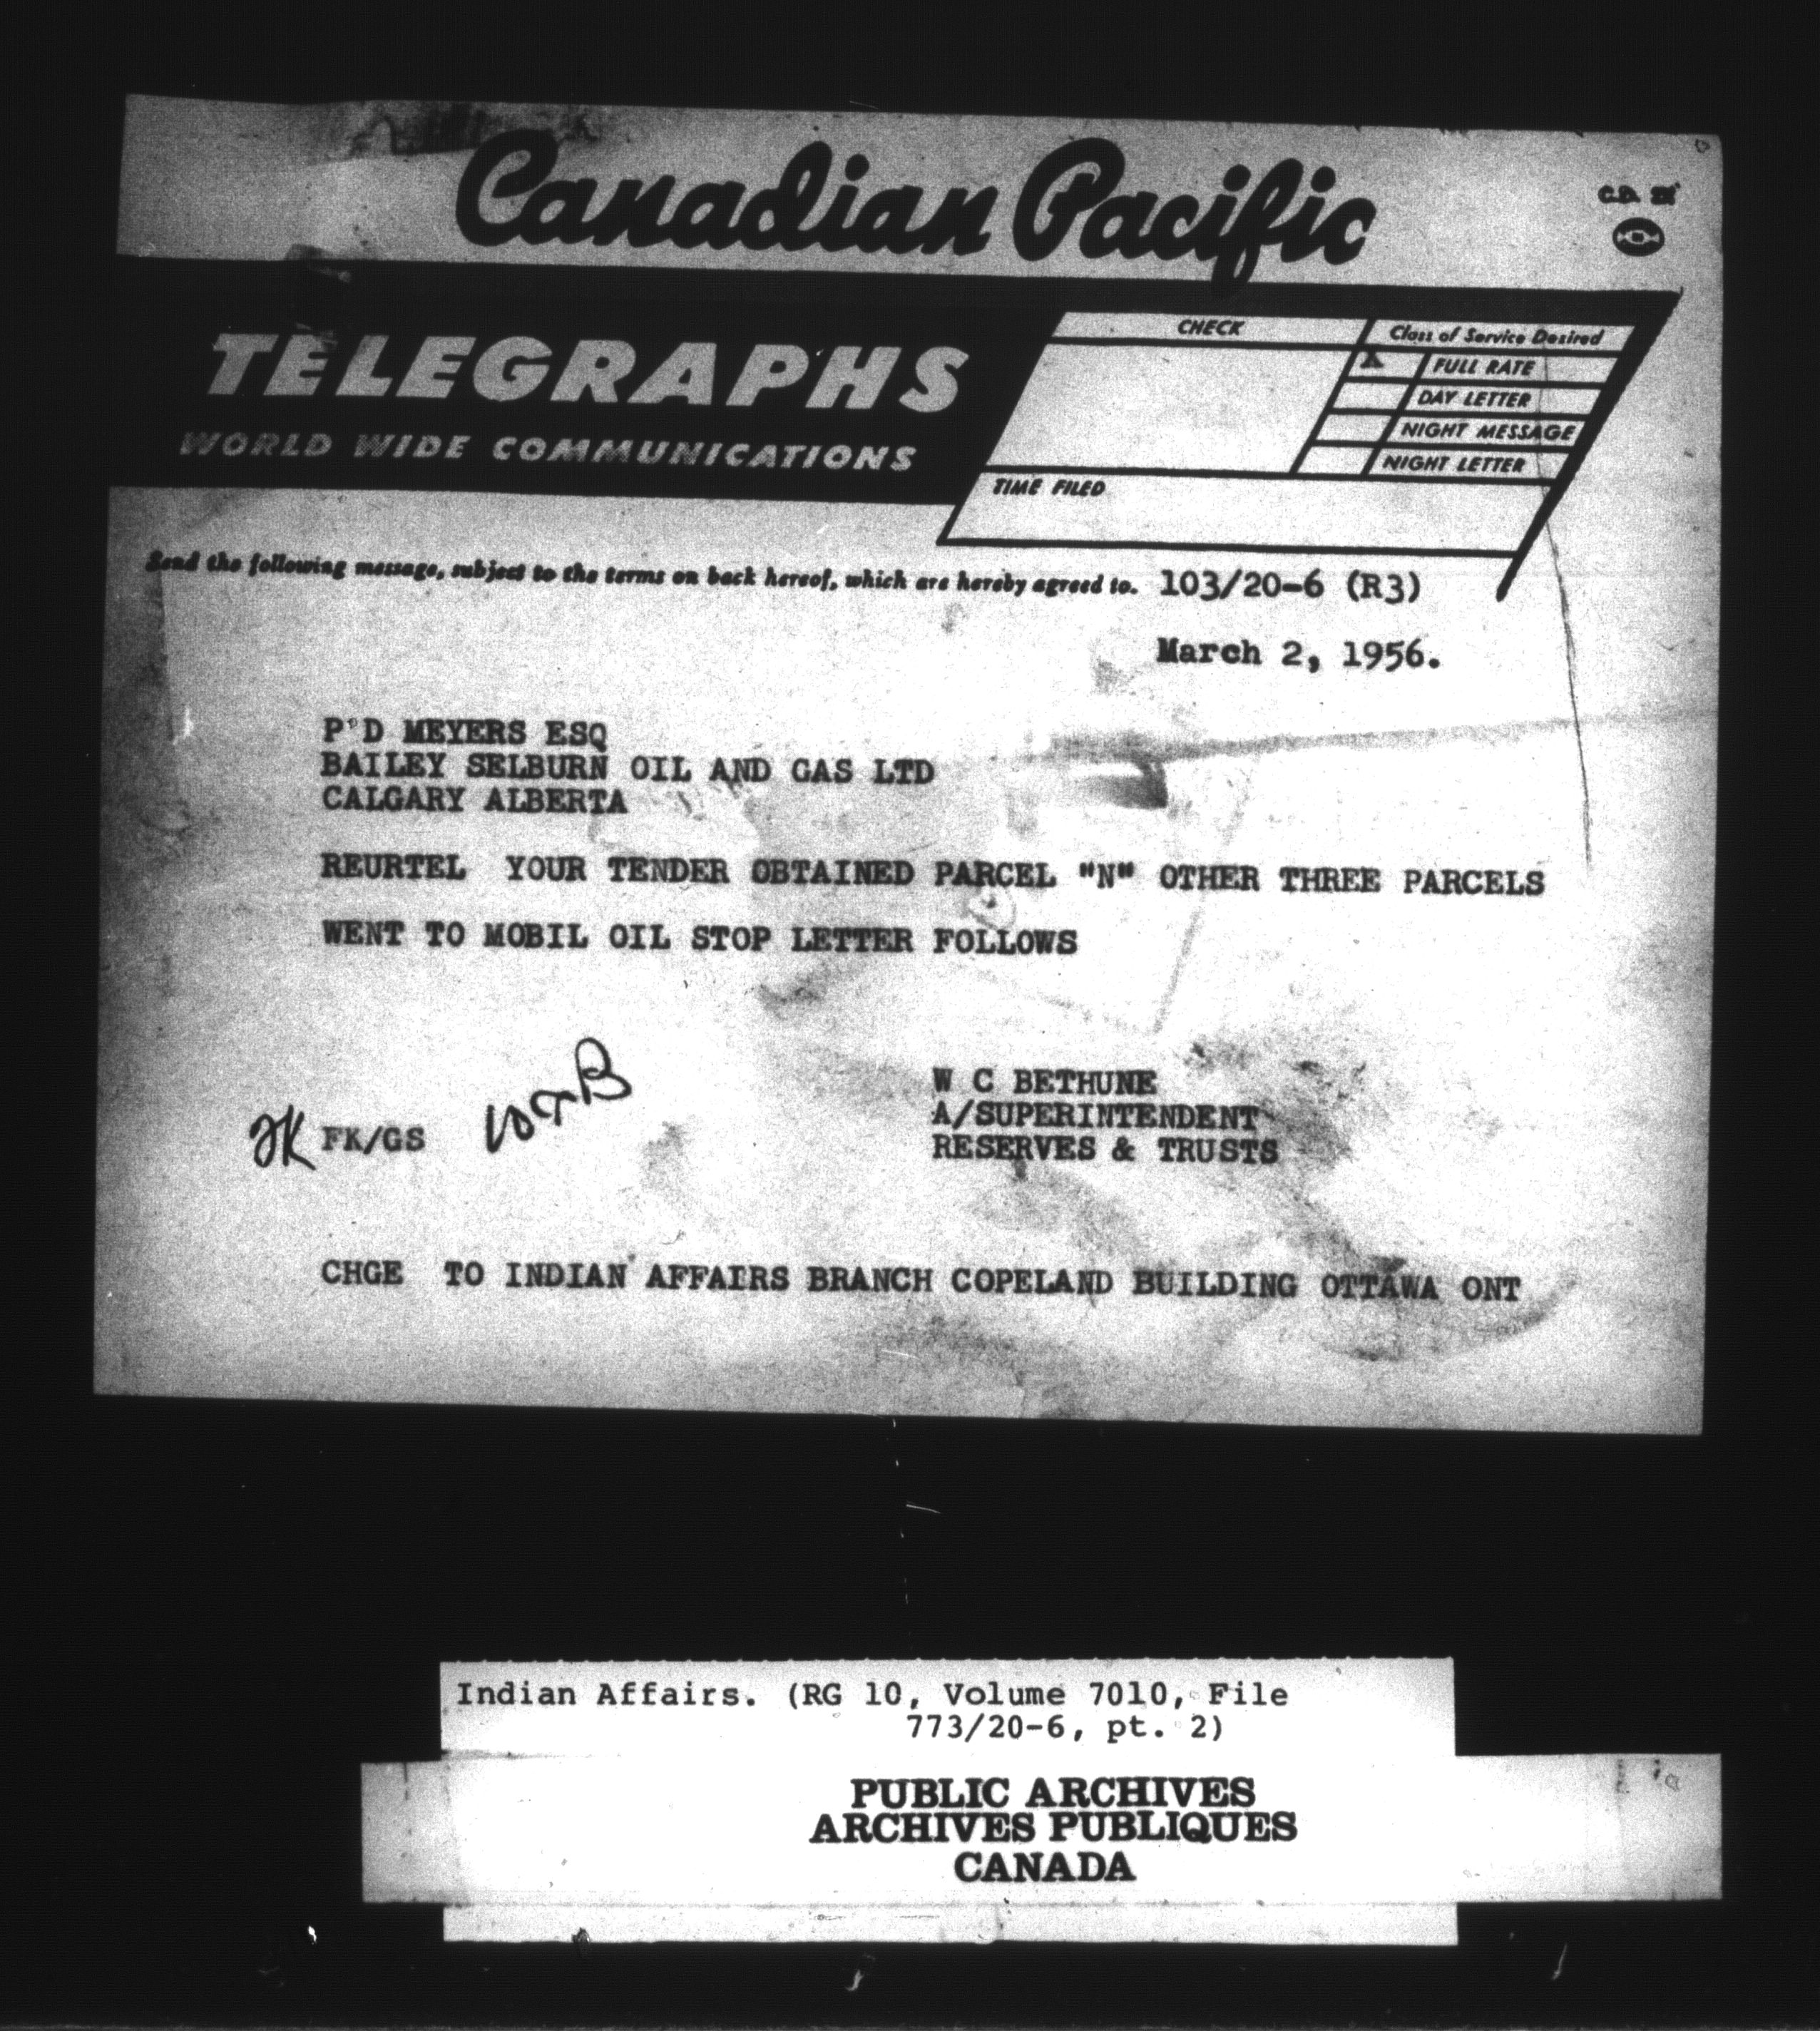 Canadian Pacific
TELEGRAPHS
WORLD WIDE COMMUNICATIONS
CHECK
Class of Service Desired
X FULL RATE
DAY LETTER
NIGHT MESSAGE
NIGHT LETTER
TIME FILED
Send the following message, subject to the terms on back hereof, which are hereby agreed to. 103/20-6 (R3)
March 2, 1956.
P D MEYERS ESQ
BAILEY SELBURN OIL AND GAS LTD
CALGARY ALBERTA
REURTEL YOUR TENDER OBTAINED PARCEL "N" OTHER THREE PARCELS
WENT TO MOBIL OIL STOP LETTER FOLLOWS
W C BETHUNE
A/SUPERINTENDENT
FK/GS
RESERVES & TRUSTS
CHGE TO INDIAN AFFAIRS BRANCH COPELAND BUILDING OTTAWA ONT
Indian Affairs. (RG 10, Volume 7010, File
773/20-6, pt. 2)
PUBLIC ARCHIVES
ARCHIVES PUBLIQUES
CANADA